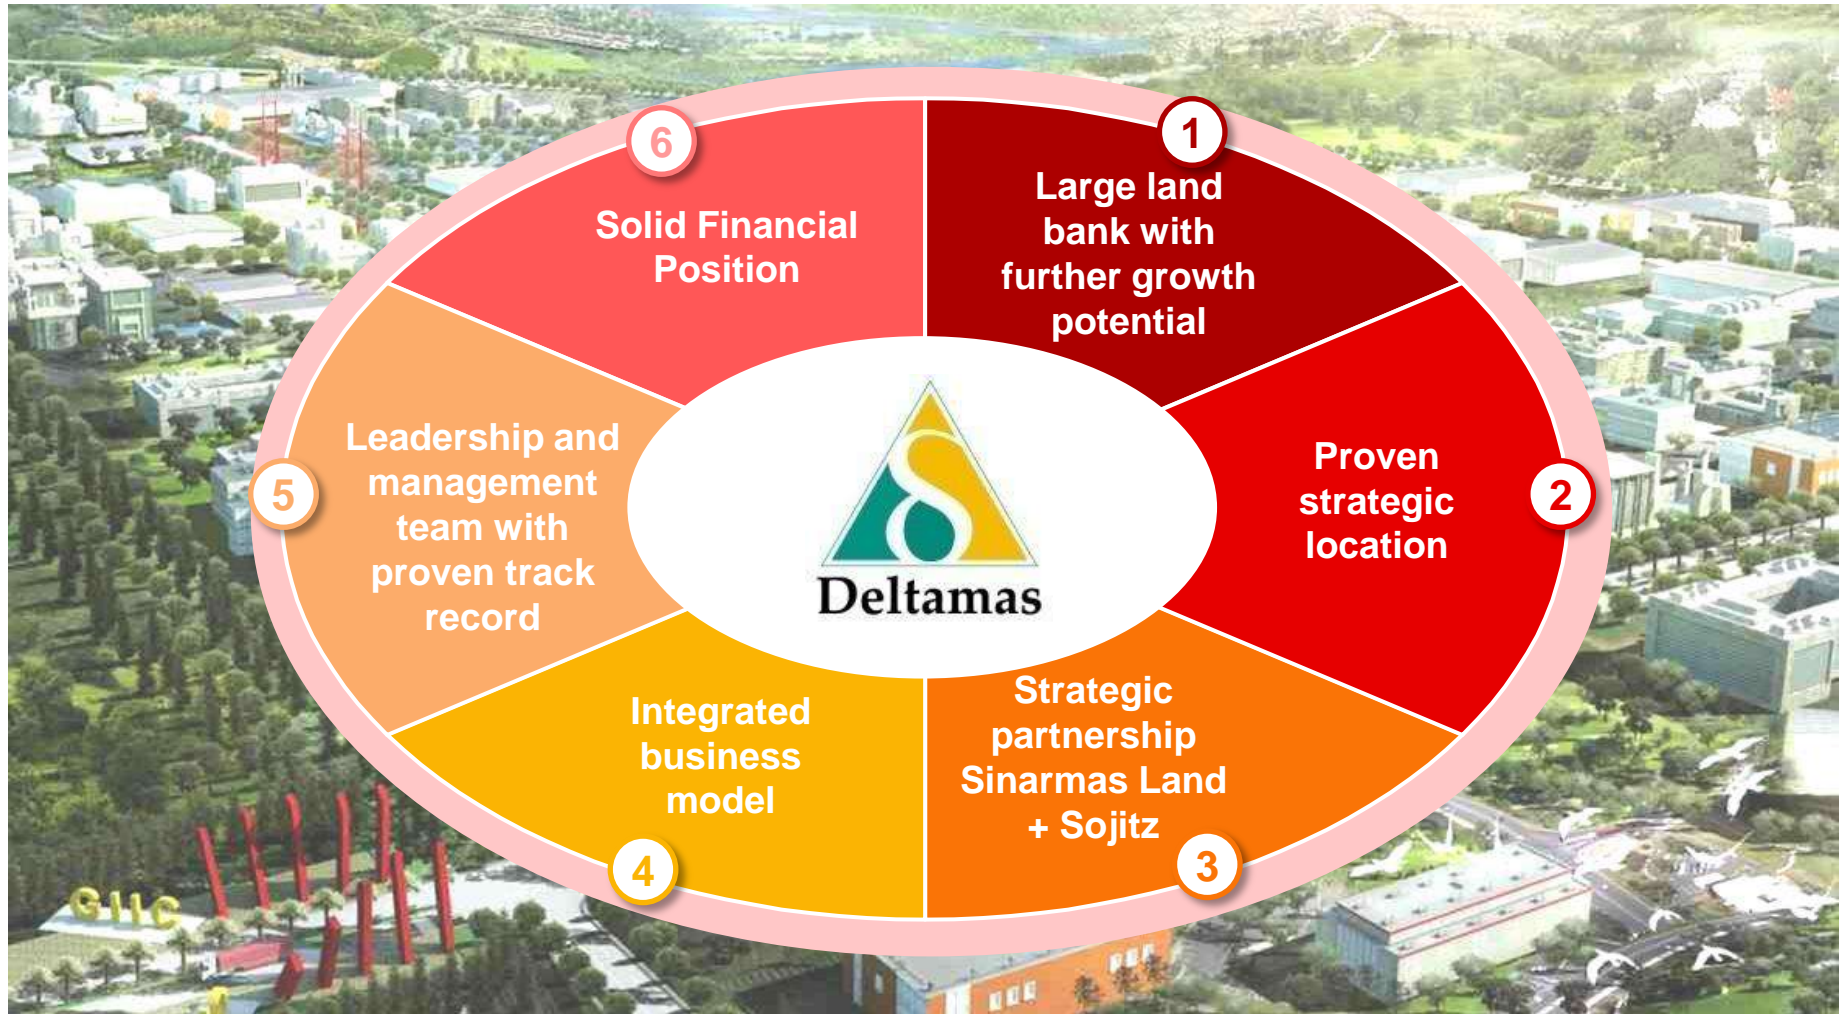 1
Large land
bank with
further growth
potential
2
Proven
strategic
location
3
Strategic
partnership
Sinarmas Land
+ Sojitz
4
Integrated
business
model
5
Leadership and
management
team with
proven track
record
6
Solid Financial
Position
Deltamas
GIIC